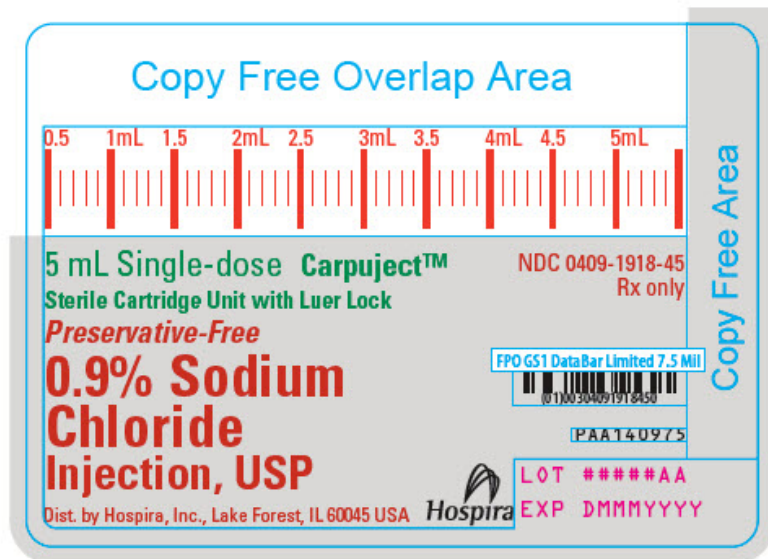 Copy Free Overlap Area
0.5 1mL 1.5 2mL 2.5 3mL 3.5 4mL 4.5 5mL
5 mL Single-dose Carpuject™
Sterile Cartridge Unit with Luer Lock
Preservative-Free
0.9% Sodium
Chloride
Injection, USP
Dist. by Hospira, Inc., Lake Forest, IL 60045 USA
Hospira
NDC 0409-1918-45
Rx only
FPO GS1 DataBar Limited 7.5 Mil
(01)00304091918450
PAA140975
LOT #####AA
EXP DMMMYYYY
Copy Free Area